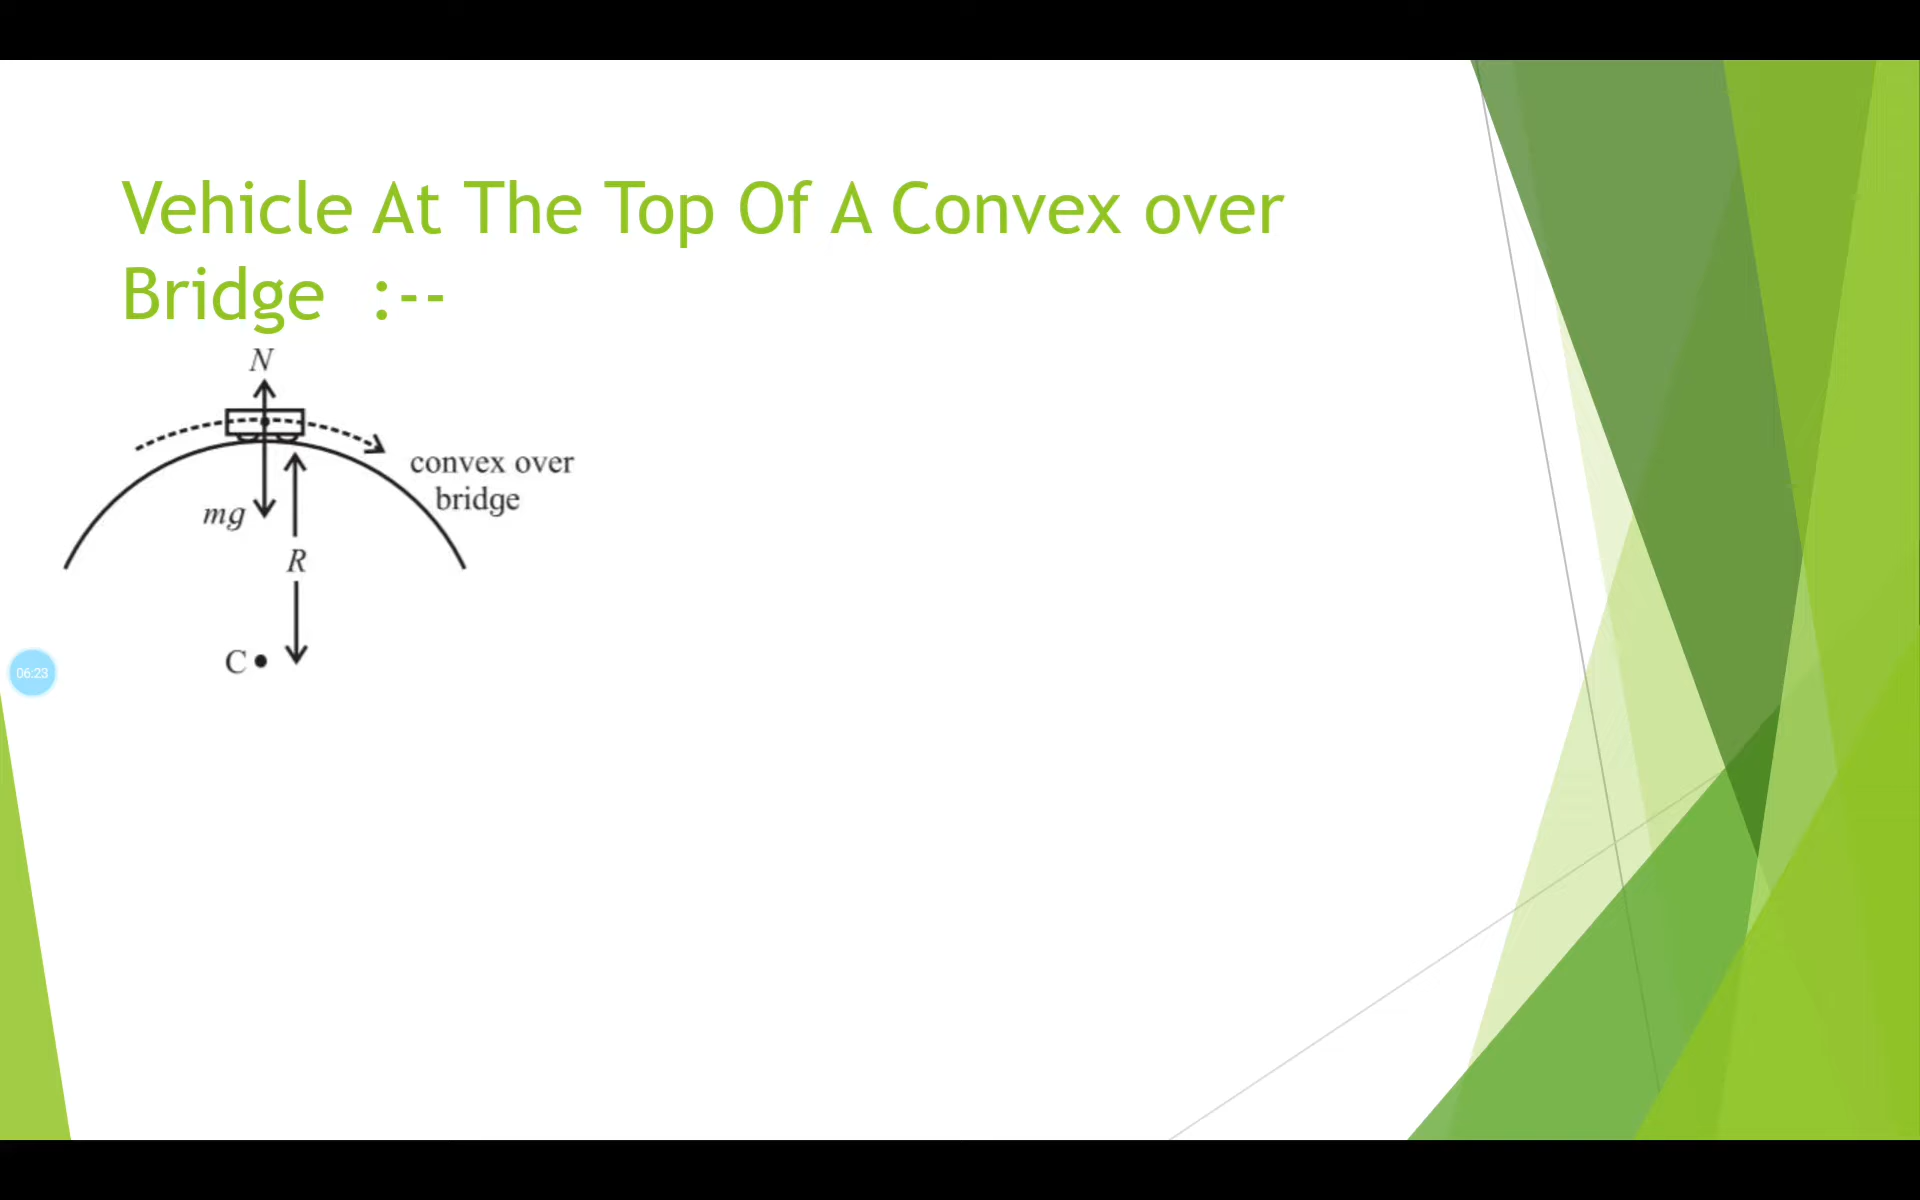 Vehicle At The Top Of A Convex over
Bridge :--
N
convex over
bridge
mg
R
C
06:23